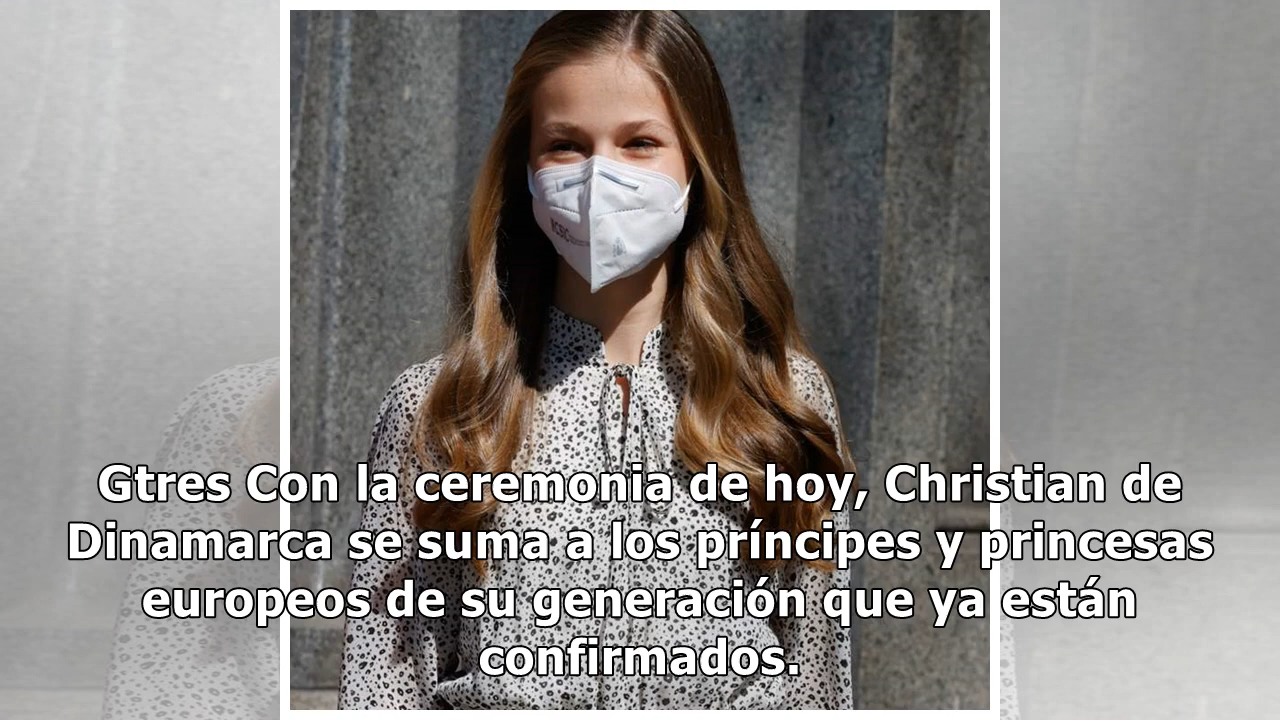 Gtres Con la ceremonia de hoy, Christian de
Dinamarca se suma a los príncipes y princesas
europeos de su generación que ya están
confirmados.